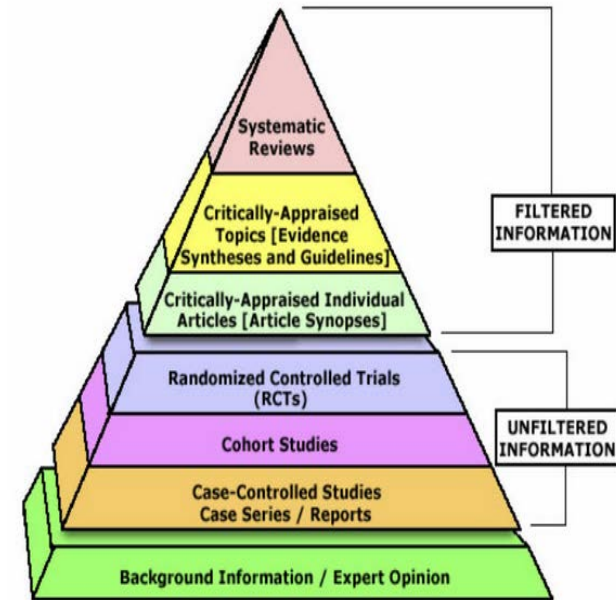 Systematic
Reviews
Critically-Appraised
Topics [Evidence
Syntheses and Guidelines]
FILTERED
INFORMATION
Critically-Appraised Individual
Articles [Article Synopses]
Randomized Controlled Trials
(RCTs)
UNFILTERED
INFORMATION
Cohort Studies
Case-Controlled Studies
Case Series / Reports
Background Information / Expert Opinion